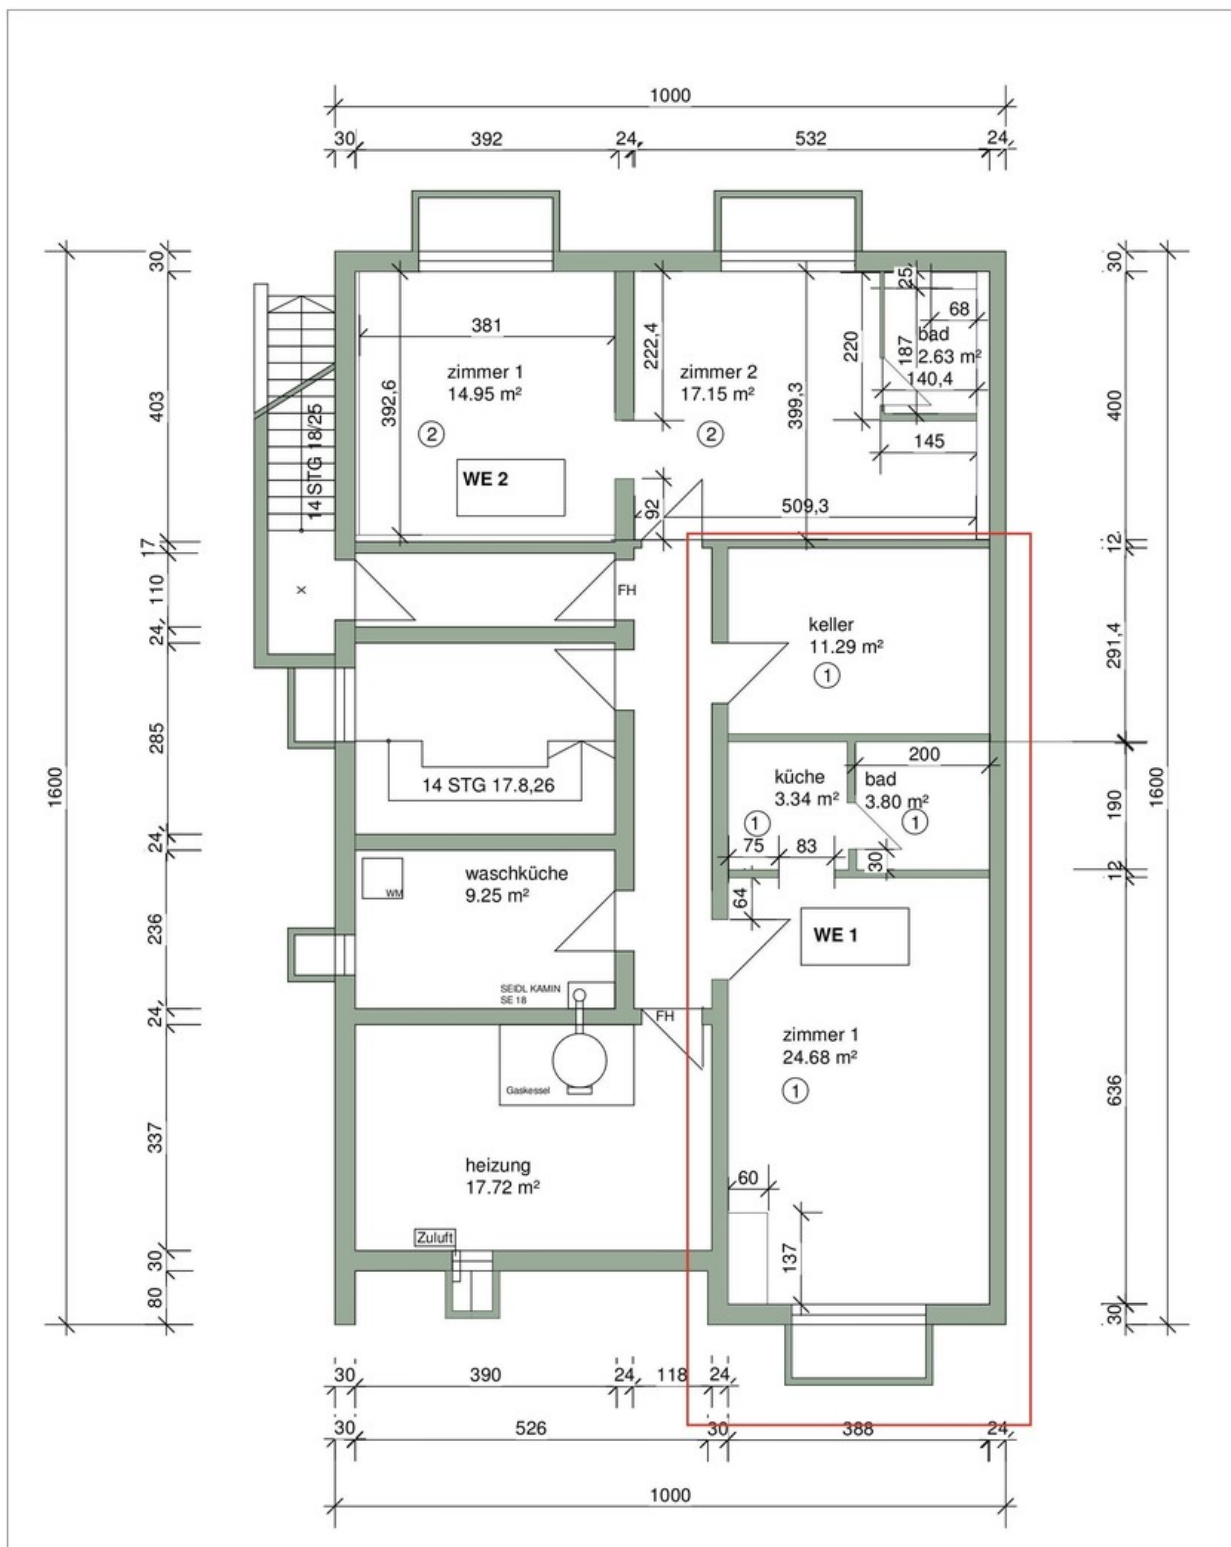 1000
30 392 24 532 24
30 403 17 110 24 285 24 236 24 337 30 80
1600
14 STG 18/25
381
392,6
zimmer 1
14.95 m²
2
WE 2
222,4
zimmer 2
17.15 m²
2
92
399,3
220
509,3
25
68
187
bad
2.63 m²
140,4
145
30 400 12 291,4 190 12 636 30
1600
x
FH
keller
11.29 m²
1
14 STG 17.8,26
küche
3.34 m²
1
200
bad
3.80 m²
1
75 83
30
64
WE 1
waschküche
9.25 m²
WM
SEIDL KAMIN
SE 18
FH
Gaskessel
zimmer 1
24.68 m²
1
heizung
17.72 m²
Zuluft
60
137
30 390 24 118 24
30 526 30 388 24
1000